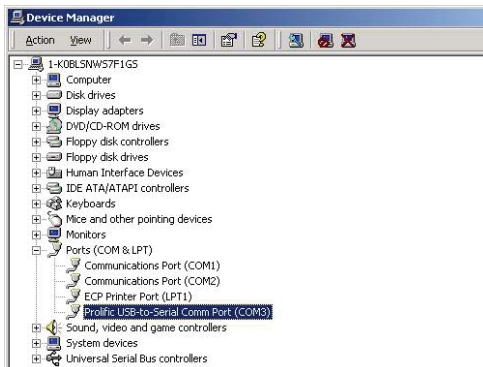 Device Manager
Action View
1-K0BLSNWS7F1GS
Computer
Disk drives
Display adapters
DVD/CD-ROM drives
Floppy disk controllers
Floppy disk drives
Human Interface Devices
IDE ATA/ATAPI controllers
Keyboards
Mice and other pointing devices
Monitors
Ports (COM & LPT)
Communications Port (COM1)
Communications Port (COM2)
ECP Printer Port (LPT1)
Prolific USB-to-Serial Comm Port (COM3)
Sound, video and game controllers
System devices
Universal Serial Bus controllers